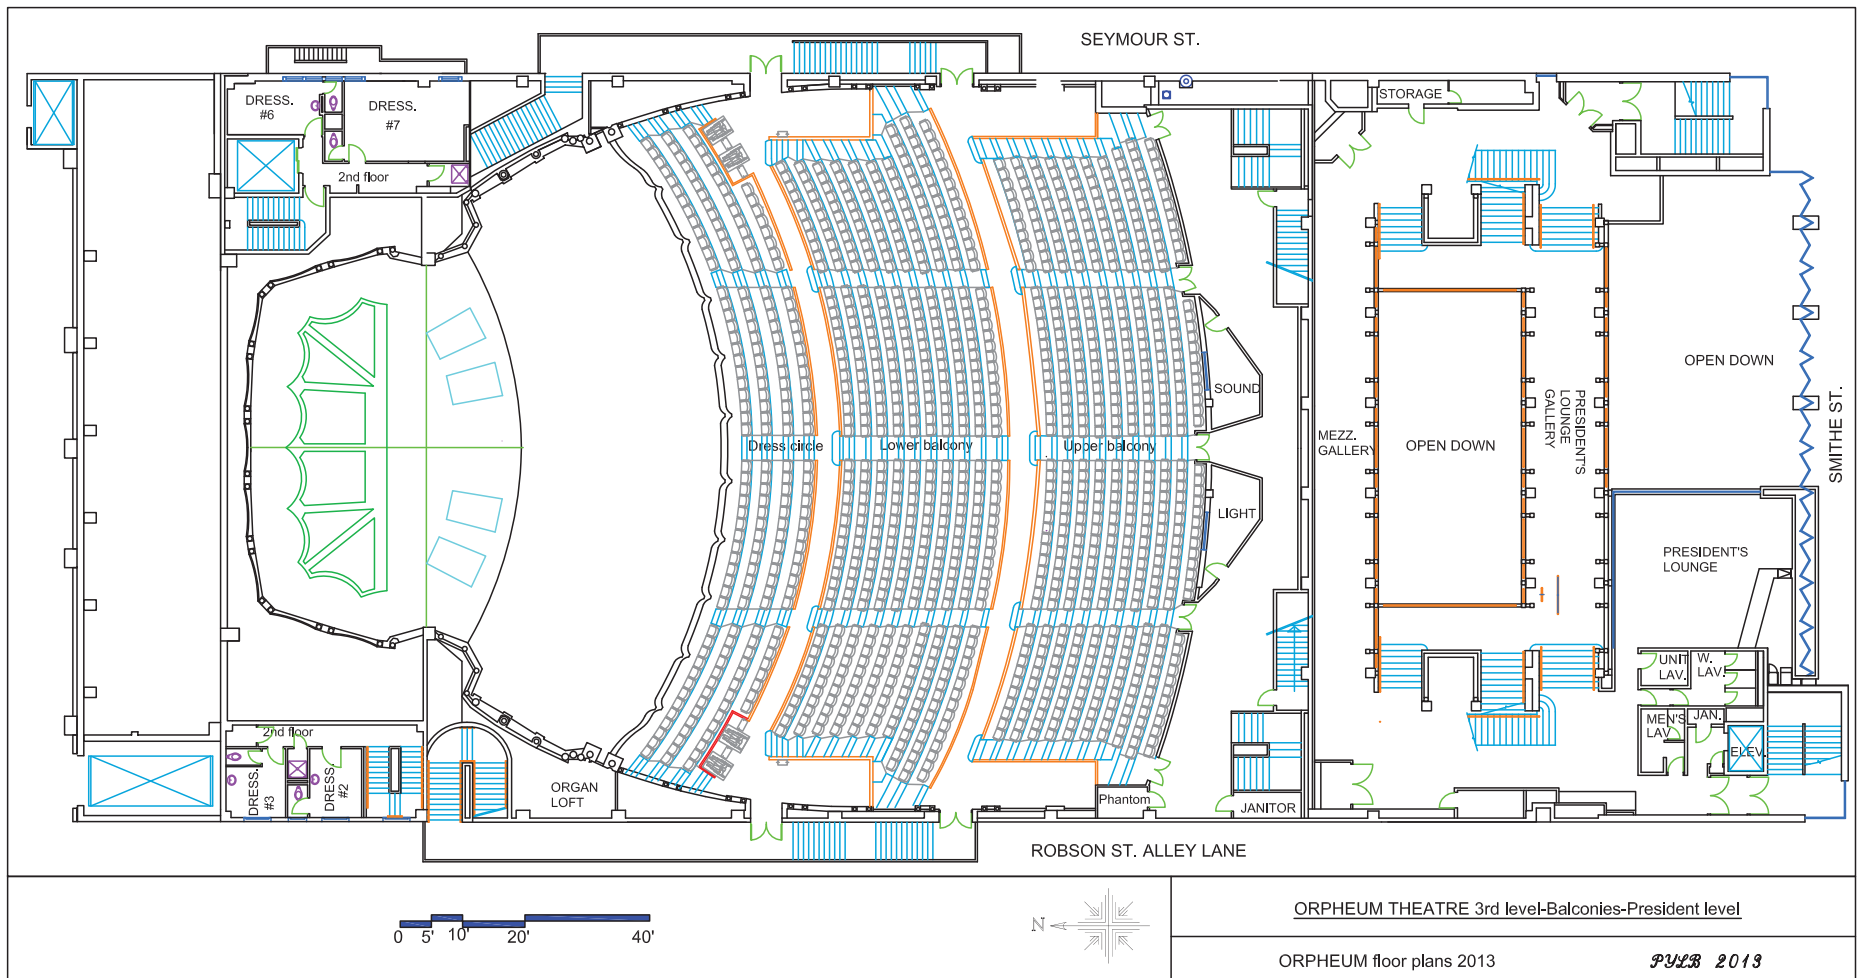 SEYMOUR ST.
DRESS.
#6
DRESS.
#7
2nd floor
STORAGE
OPEN DOWN
SMITHE ST.
SOUND
MEZZ.
GALLERY
OPEN DOWN
PRESIDENT'S
LOUNGE
GALLERY
Dress circle
Lower balcony
Upper balcony
LIGHT
PRESIDENT'S
LOUNGE
UNIT
LAV.
W.
LAV.
MEN'S
LAV
JAN.
ELEV.
2nd floor
DRESS.
#3
DRESS.
#2
ORGAN
LOFT
Phantom
JANITOR
ROBSON ST. ALLEY LANE
0 5' 10' 20' 40'
N
ORPHEUM THEATRE 3rd level-Balconies-President level
ORPHEUM floor plans 2013
PYLB 2013